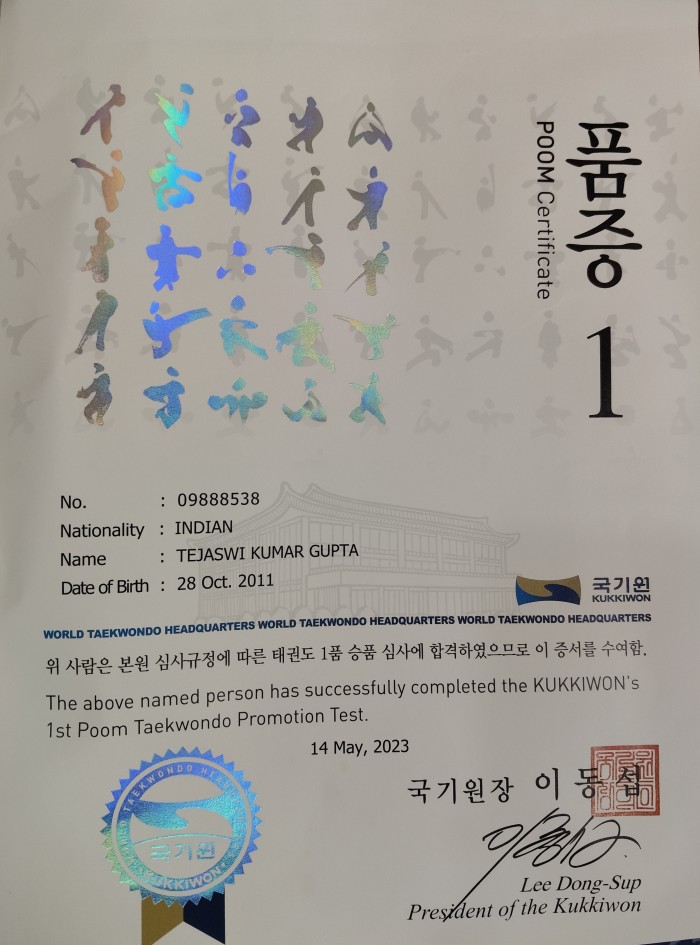 품증
POOM Certificate
1
No. : 09888538
Nationality : INDIAN
Name : TEJASWI KUMAR GUPTA
Date of Birth : 28 Oct. 2011
국기원
KUKKIWON
WORLD TAEKWONDO HEADQUARTERS WORLD TAEKWONDO HEADQUARTERS WORLD TAEKWONDO HEADQUARTERS
위 사람은 본원 심사규정에 따른 태권도 1품 승품 심사에 합격하였으므로 이 증서를 수여함.
The above named person has successfully completed the KUKKIWON's
1st Poom Taekwondo Promotion Test.
14 May, 2023
국기원장 이동섭
Lee Dong-Sup
President of the Kukkiwon
TAEKWONDO
국기원
KUKKIWON